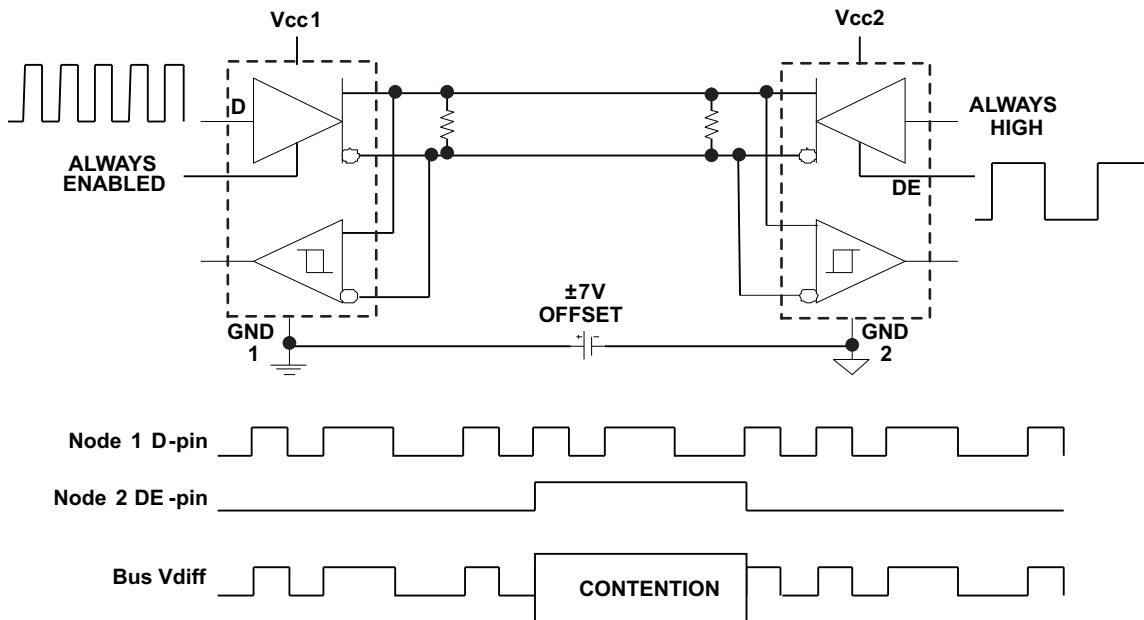 Vcc1
Vcc2
D
ALWAYS
ENABLED
ALWAYS
HIGH
DE
±7V
OFFSET
GND
1
GND
2
Node 1 D-pin
Node 2 DE-pin
Bus Vdiff
CONTENTION